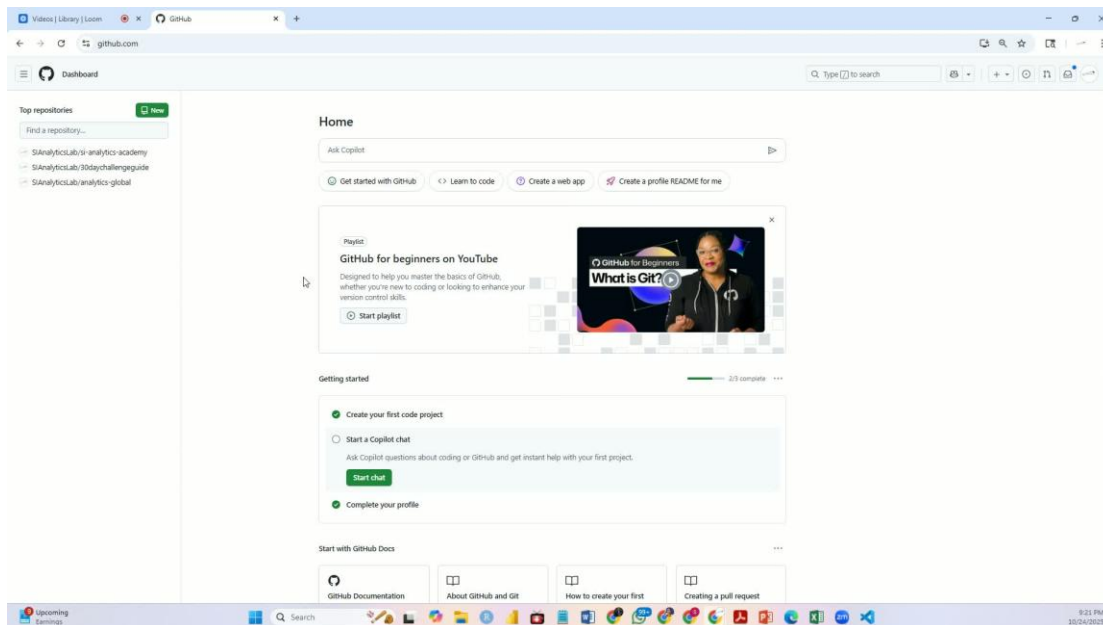 Videos | Library | Loom
GitHub
github.com
Dashboard
Type / to search
Top repositories
New
Find a repository...
SIAnalyticsLab/si-analytics-academy
SIAnalyticsLab/30daychallengeguide
SIAnalyticsLab/analytics-global
Home
Ask Copilot
Get started with GitHub
Learn to code
Create a web app
Create a profile README for me
Playlist
GitHub for beginners on YouTube
Designed to help you master the basics of GitHub,
whether you're new to coding or looking to enhance your
version control skills.
Start playlist
GitHub for Beginners
What is Git?
Getting started
2/3 complete
Create your first code project
Start a Copilot chat
Ask Copilot questions about coding or GitHub and get instant help with your first project.
Start chat
Complete your profile
Start with GitHub Docs
GitHub Documentation
About GitHub and Git
How to create your first
Creating a pull request
Upcoming
Earnings
Search
99+
zm
9:21 PM
10/24/2025